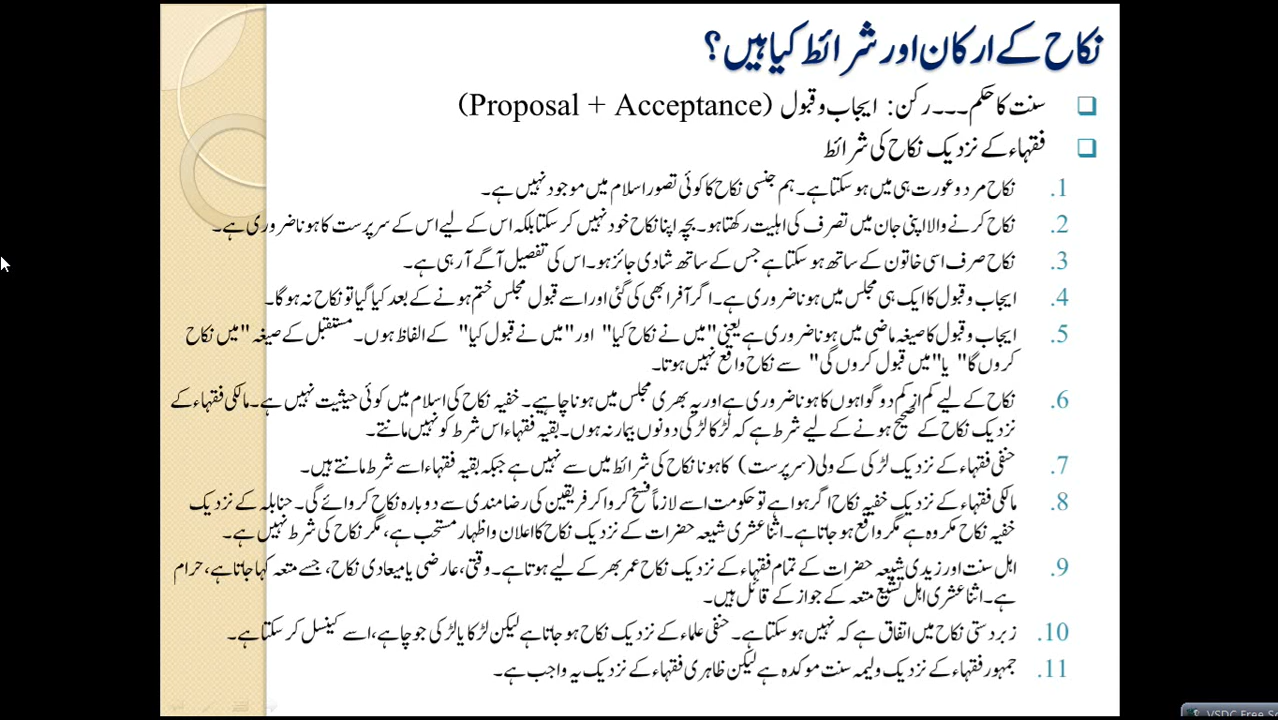 نکاح کے ارکان اور شرائط کیا ہیں؟
سنت کا حکم۔۔۔ رکن: ایجاب و قبول (Proposal + Acceptance)
فقہاء کے نزدیک نکاح کی شرائط
1. نکاح مرد و عورت ہی میں ہو سکتا ہے۔ ہم جنسی نکاح کا کوئی تصور اسلام میں موجود نہیں ہے۔
2. نکاح کرنے والا اپنی جان میں تصرف کی اہلیت رکھتا ہو۔ بچہ اپنا نکاح خود نہیں کر سکتا بلکہ اس کے لیے اس کے سرپرست کا ہونا ضروری ہے۔
3. نکاح صرف اسی خاتون کے ساتھ ہو سکتا ہے جس کے ساتھ شادی جائز ہو۔ اس کی تفصیل آگے آ رہی ہے۔
4. ایجاب و قبول کا ایک ہی مجلس میں ہونا ضروری ہے۔ اگر آفر ابھی کی گئی اور اسے قبول مجلس ختم ہونے کے بعد کیا گیا تو نکاح نہ ہو گا۔
5. ایجاب و قبول کا صیغہ ماضی میں ہونا ضروری ہے یعنی "میں نے نکاح کیا" اور "میں نے قبول کیا" کے الفاظ ہوں۔ مستقبل کے صیغہ "میں نکاح
کروں گا" یا "میں قبول کروں گی" سے نکاح واقع نہیں ہوتا۔
6. نکاح کے لیے کم از کم دو گواہوں کا ہونا ضروری ہے اور یہ بھری مجلس میں ہونا چاہیے۔ خفیہ نکاح کی اسلام میں کوئی حیثیت نہیں ہے۔ مالکی فقہاء کے
نزدیک نکاح کے صحیح ہونے کے لیے شرط ہے کہ لڑکا لڑکی دونوں بیمار نہ ہوں۔ بقیہ فقہاء اس شرط کو نہیں مانتے۔
7. حنفی فقہاء کے نزدیک لڑکی کے ولی (سرپرست) کا ہونا نکاح کی شرائط میں سے نہیں ہے جبکہ بقیہ فقہاء اسے شرط مانتے ہیں۔
8. مالکی فقہاء کے نزدیک خفیہ نکاح اگر ہوا ہے تو حکومت اسے لازماً فسخ کروا کر فریقین کی رضامندی سے دوبارہ نکاح کروائے گی۔ حنابلہ کے نزدیک
خفیہ نکاح مکروہ ہے مگر واقع ہو جاتا ہے۔ اثنا عشری شیعہ حضرات کے نزدیک نکاح کا اعلان و اظہار مستحب ہے، مگر نکاح کی شرط نہیں ہے۔
9. اہل سنت اور زیدی شیعہ حضرات کے تمام فقہاء کے نزدیک نکاح عمر بھر کے لیے ہوتا ہے۔ وقتی، عارضی یا میعادی نکاح، جسے متعہ کہا جاتا ہے، حرام
ہے۔ اثنا عشری اہل تشیع متعہ کے جواز کے قائل ہیں۔
10. زبردستی نکاح میں اتفاق ہے کہ نہیں ہو سکتا ہے۔ حنفی علماء کے نزدیک نکاح ہو جاتا ہے لیکن لڑکا یا لڑکی جو چاہے، اسے کینسل کر سکتا ہے۔
11. جمہور فقہاء کے نزدیک ولیمہ سنت موکدہ ہے لیکن ظاہری فقہاء کے نزدیک یہ واجب ہے۔
VSDC Free Sc